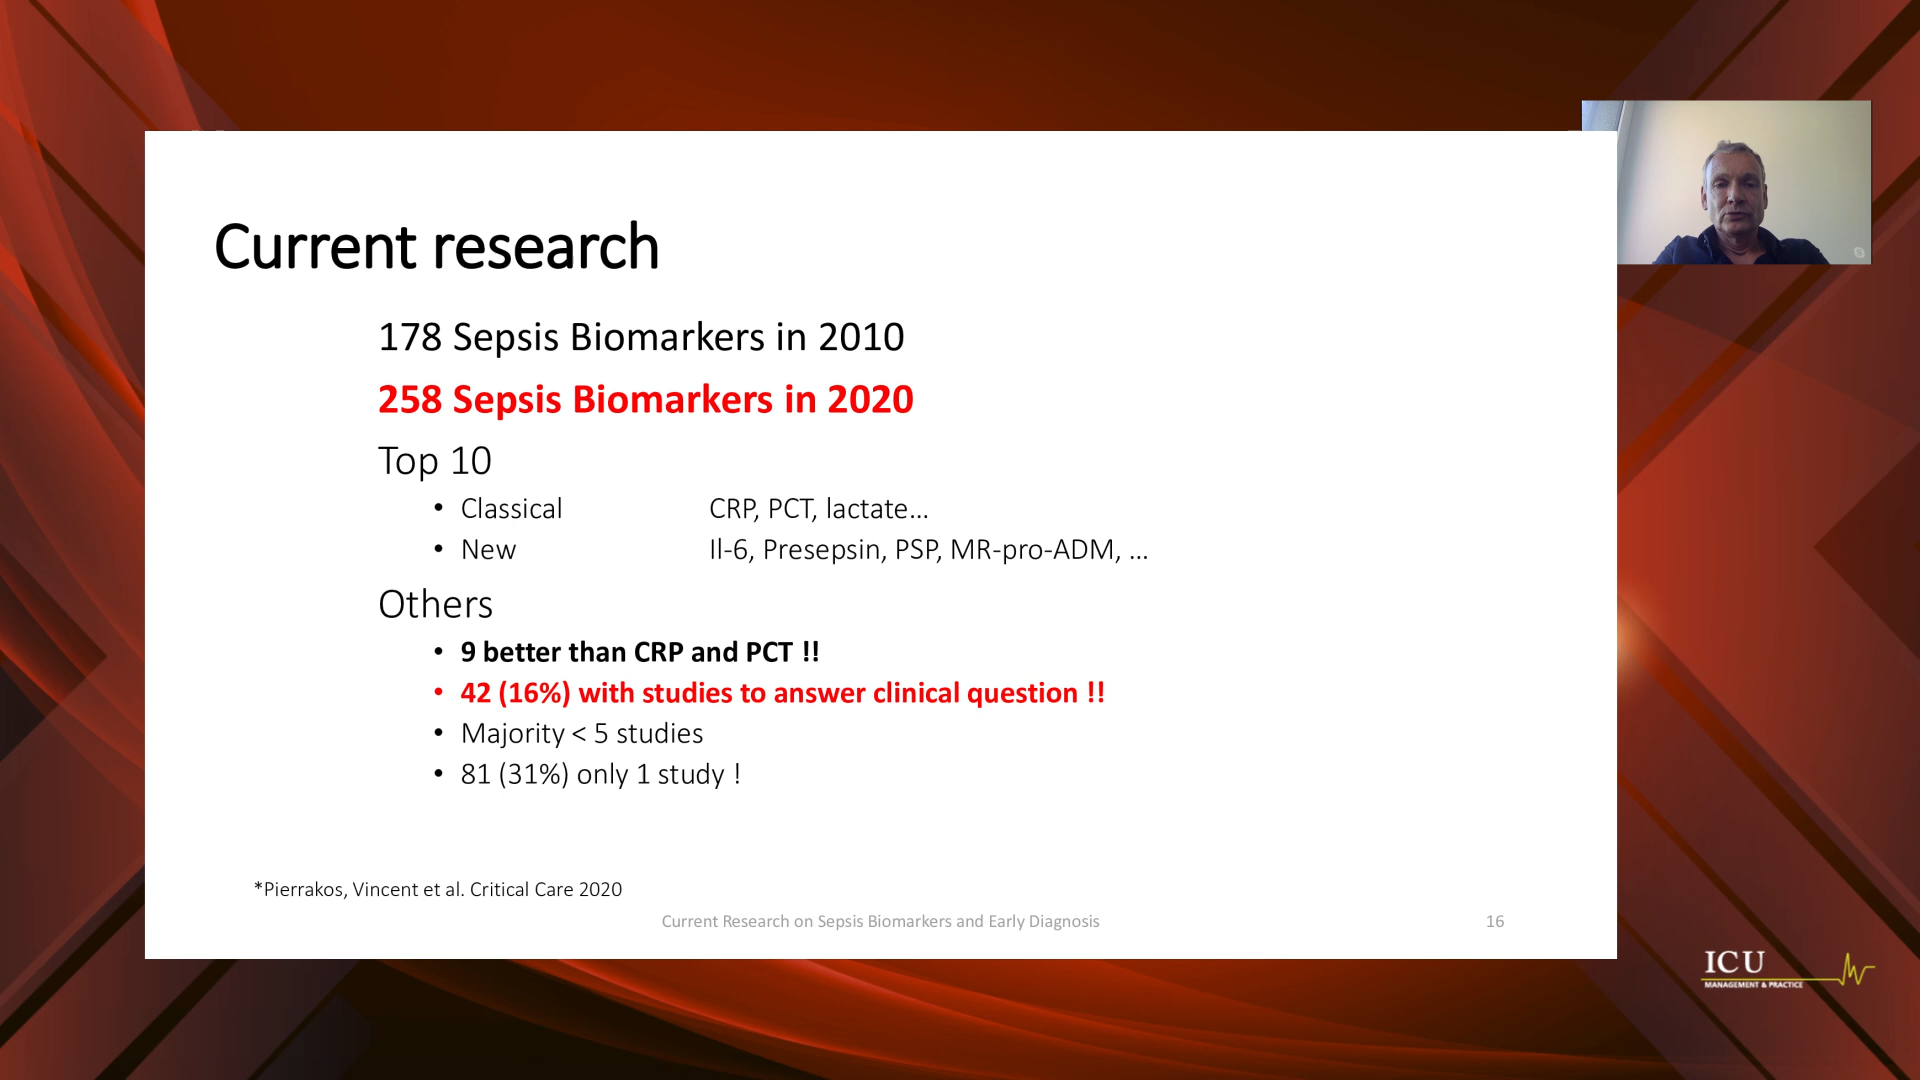 Current research
178 Sepsis Biomarkers in 2010
258 Sepsis Biomarkers in 2020
Top 10
• Classical CRP, PCT, lactate...
• New Il-6, Presepsin, PSP, MR-pro-ADM, ...
Others
• 9 better than CRP and PCT !!
• 42 (16%) with studies to answer clinical question !!
• Majority < 5 studies
• 81 (31%) only 1 study !
*Pierrakos, Vincent et al. Critical Care 2020
Current Research on Sepsis Biomarkers and Early Diagnosis 16
ICU
MANAGEMENT & PRACTICE